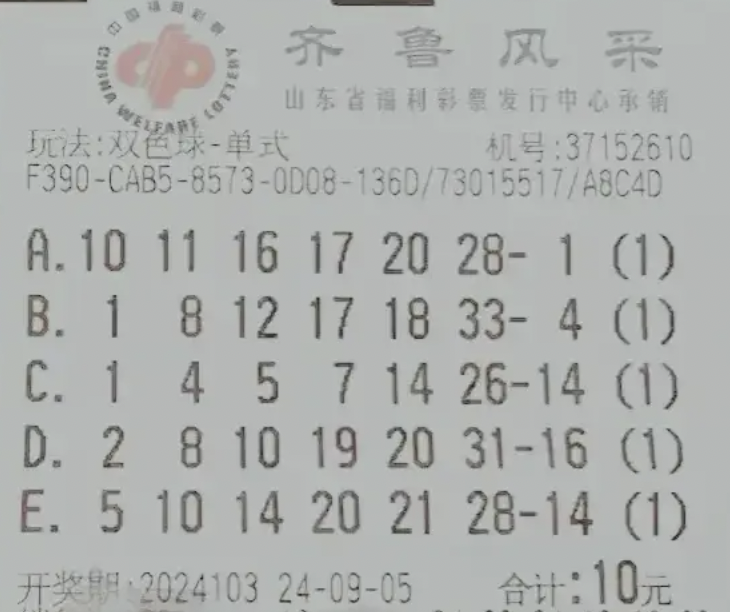 中国福利彩票
CHINA WELFARE LOTTERY
齐鲁风采
山东省福利彩票发行中心承销
玩法:双色球-单式 机号:37152610
F390-CAB5-8573-0D08-136D/73015517/A8C4D
A. 10 11 16 17 20 28- 1 (1)
B. 1 8 12 17 18 33- 4 (1)
C. 1 4 5 7 14 26-14 (1)
D. 2 8 10 19 20 31-16 (1)
E. 5 10 14 20 21 28-14 (1)
开奖期:2024103 24-09-05 合计:10元